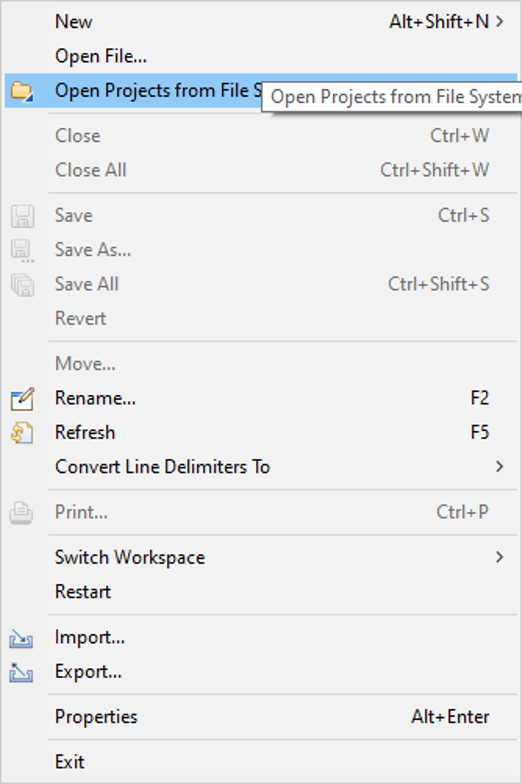 New Alt+Shift+N >
Open File...
Open Projects from File S
Open Projects from File System
Close Ctrl+W
Close All Ctrl+Shift+W
Save Ctrl+S
Save As...
Save All Ctrl+Shift+S
Revert
Move...
Rename... F2
Refresh F5
Convert Line Delimiters To >
Print... Ctrl+P
Switch Workspace >
Restart
Import...
Export...
Properties Alt+Enter
Exit